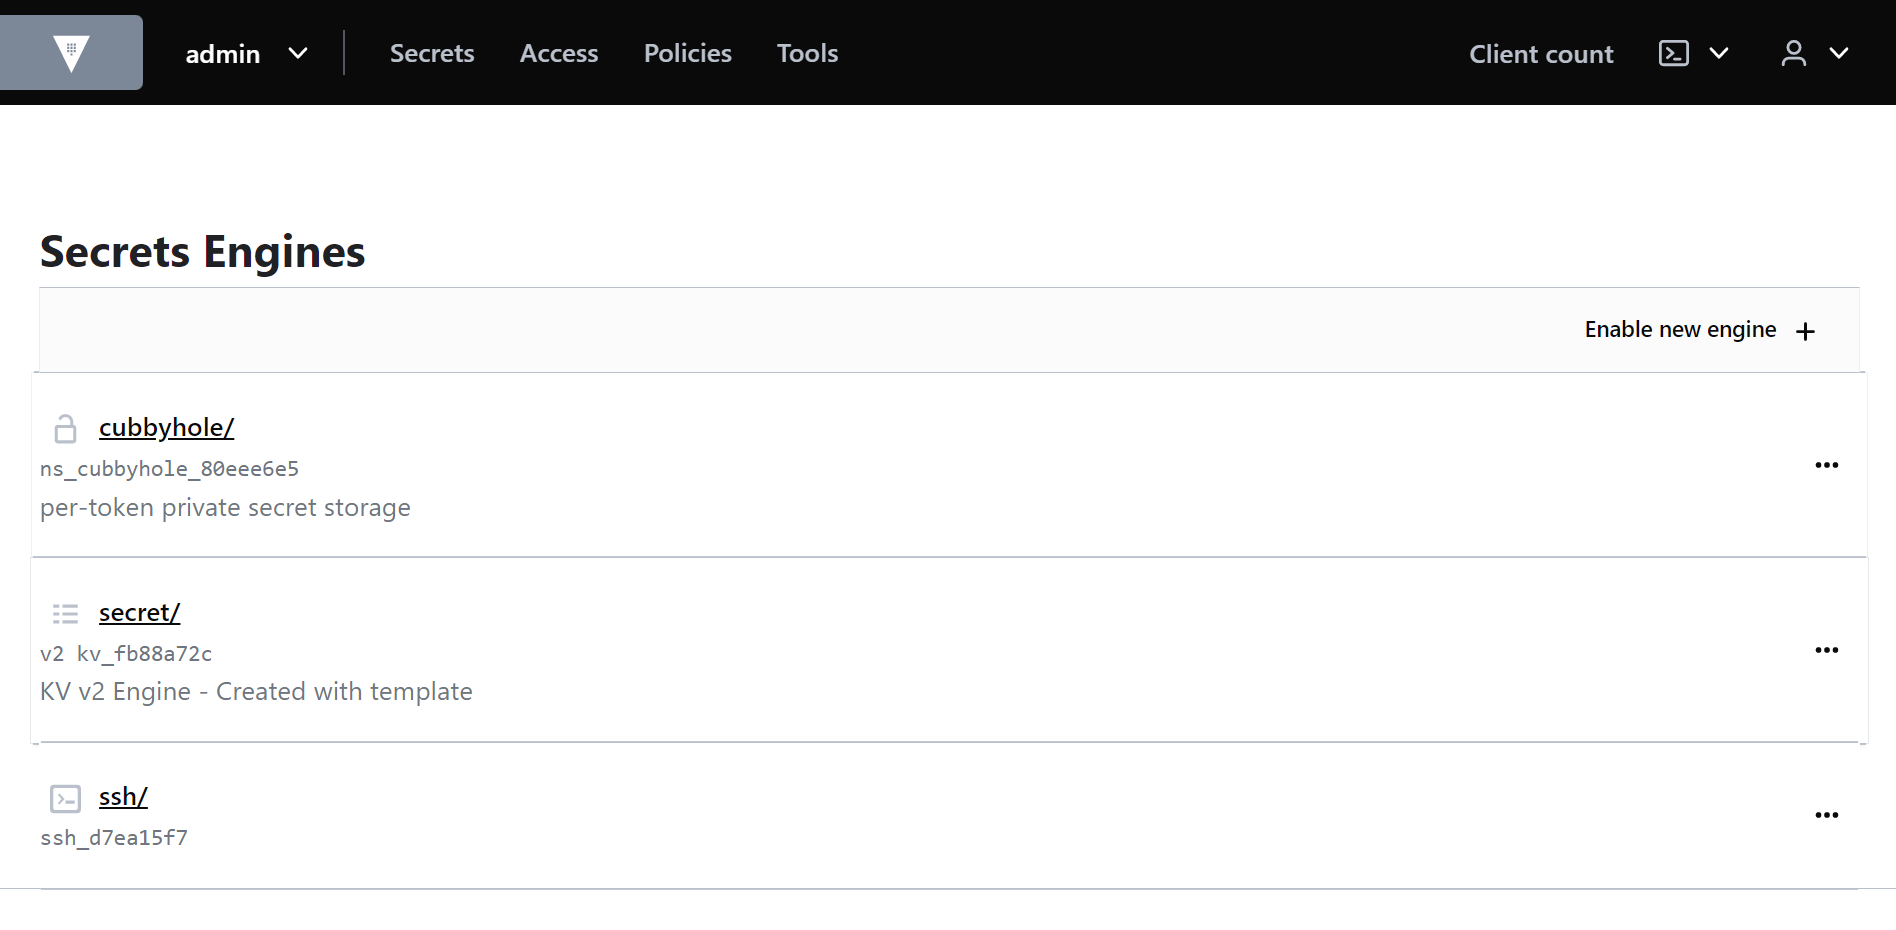 admin Secrets Access Policies Tools Client count
Secrets Engines
Enable new engine
cubbyhole/
ns_cubbyhole_80eee6e5
per-token private secret storage
secret/
v2 kv_fb88a72c
KV v2 Engine - Created with template
ssh/
ssh_d7ea15f7